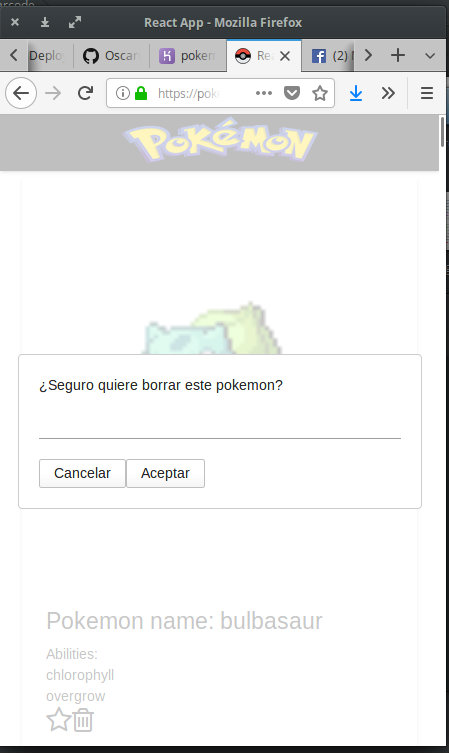 React App - Mozilla Firefox
Deplo
Oscar
pokem
Re
(2)
https://pok
POKÉMON
¿Seguro quiere borrar este pokemon?
Cancelar
Aceptar
Pokemon name: bulbasaur
Abilities:
chlorophyll
overgrow